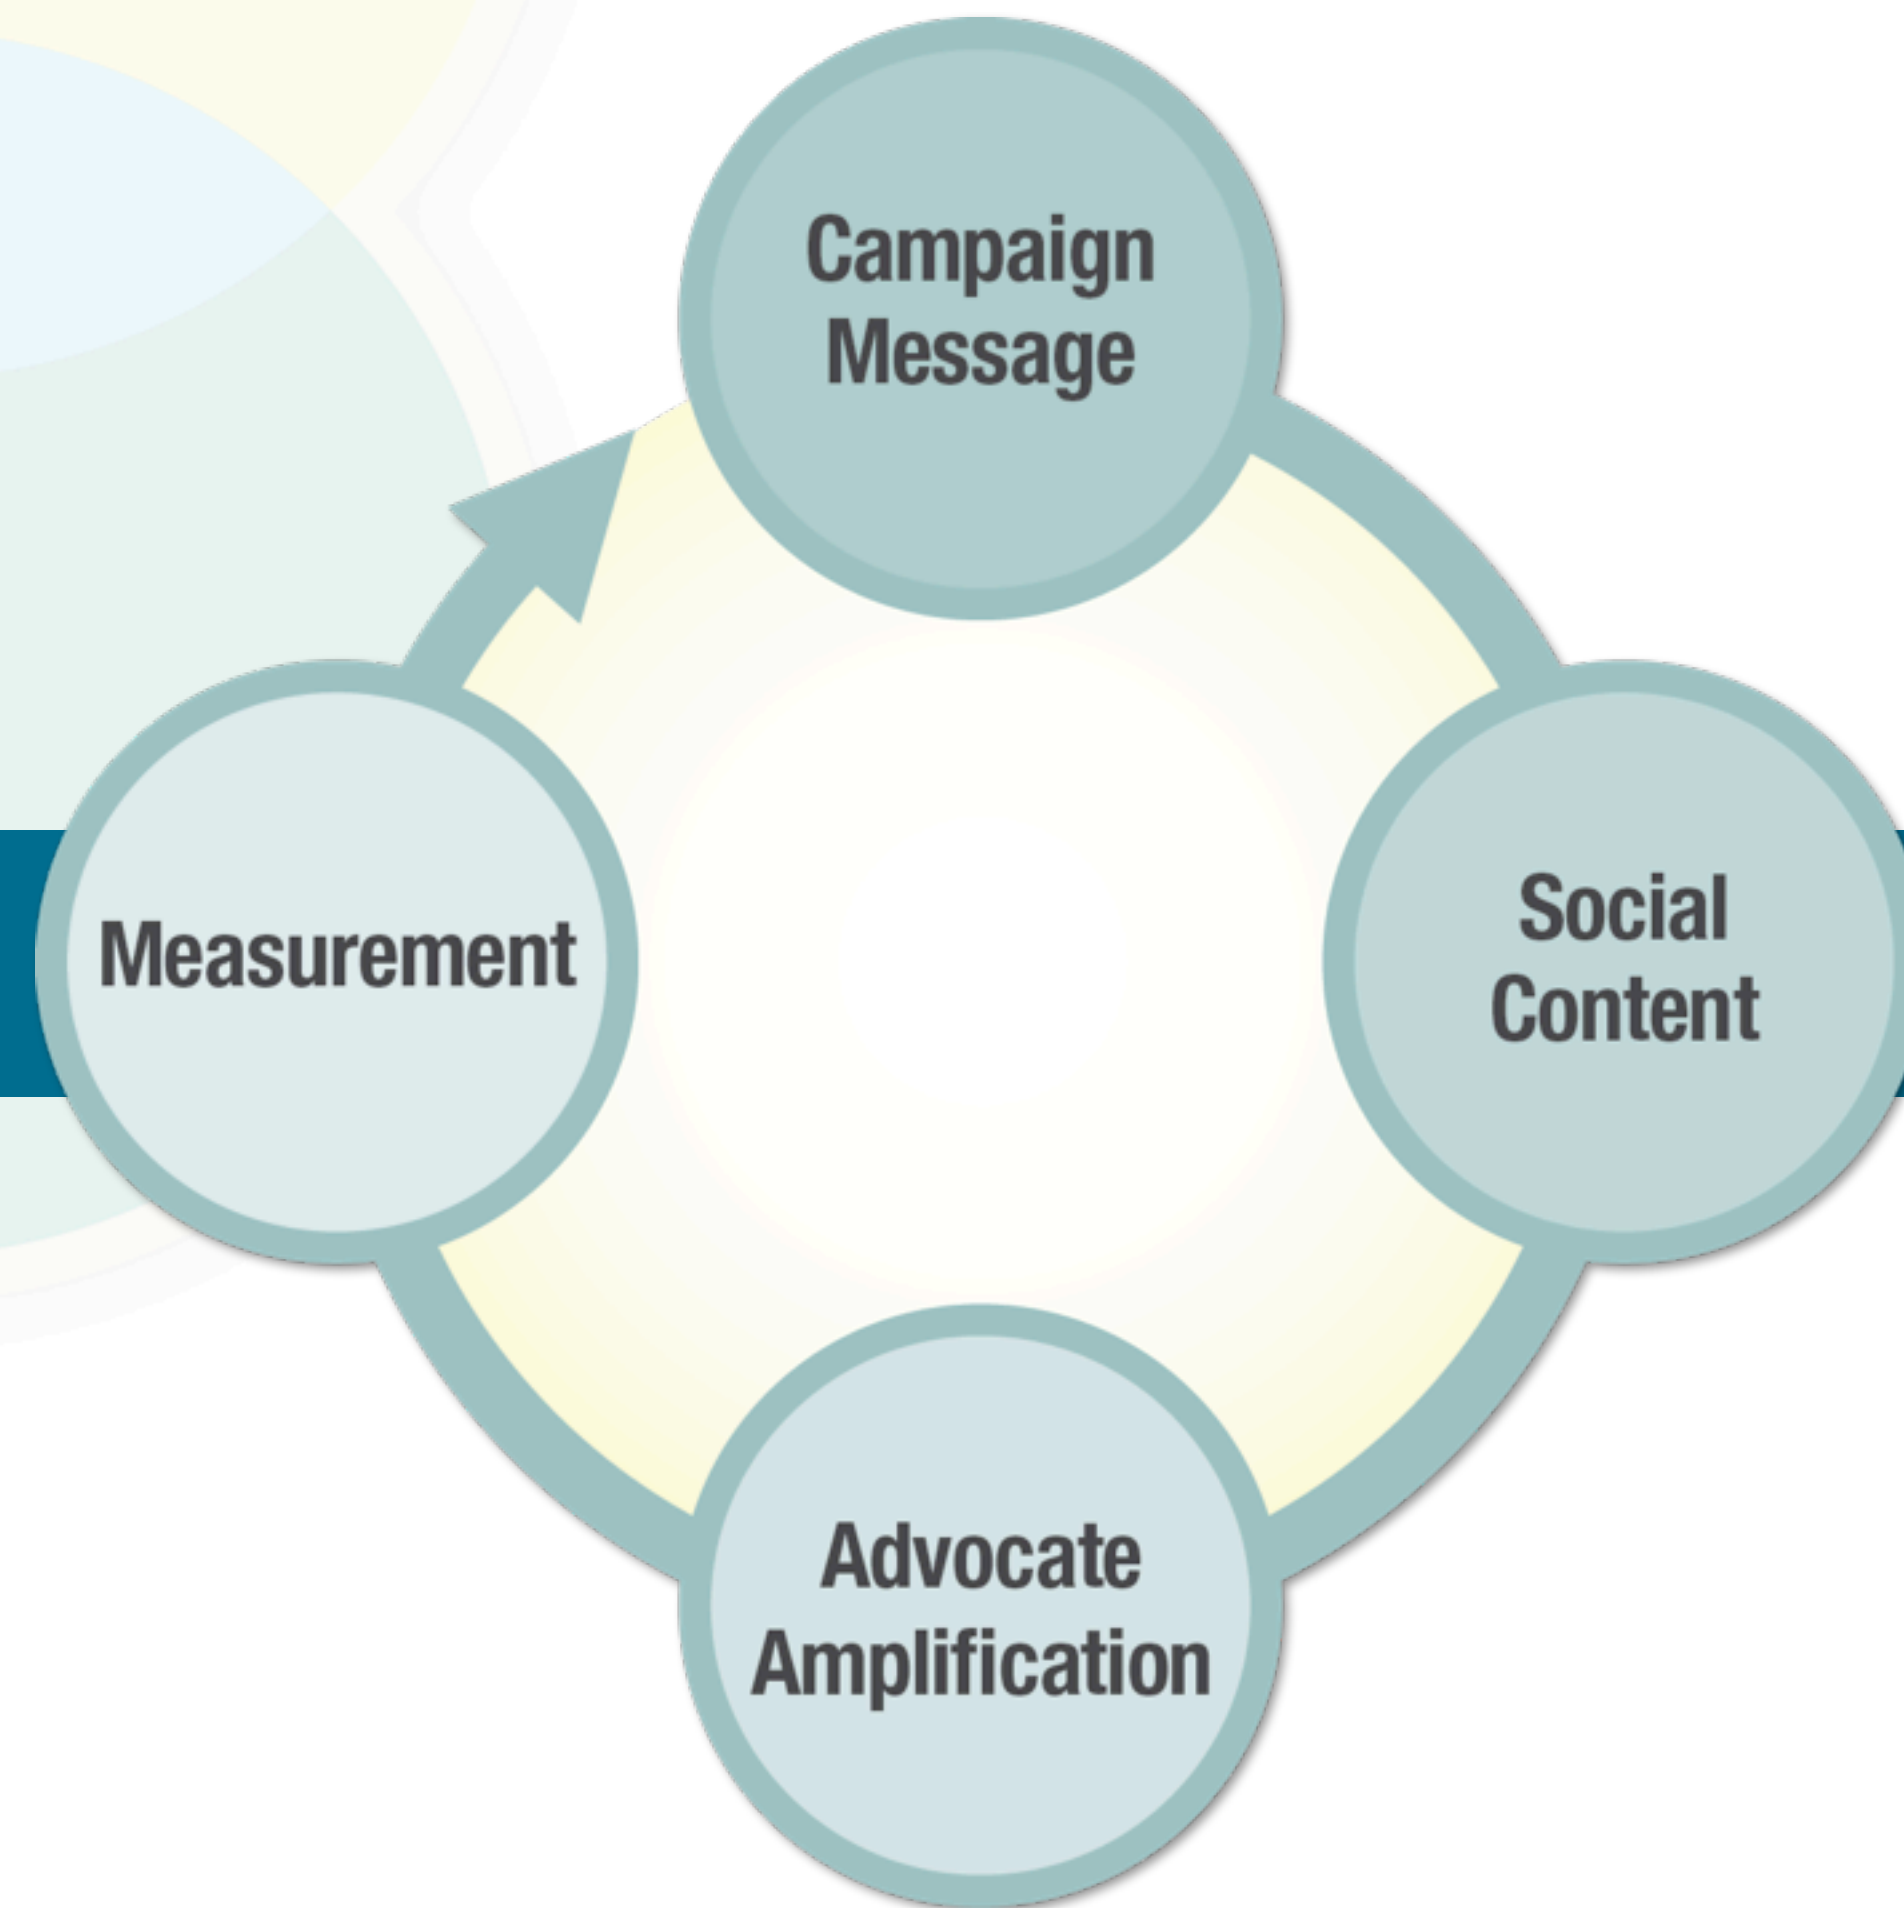 Campaign
Message
Social
Content
Advocate
Amplification
Measurement